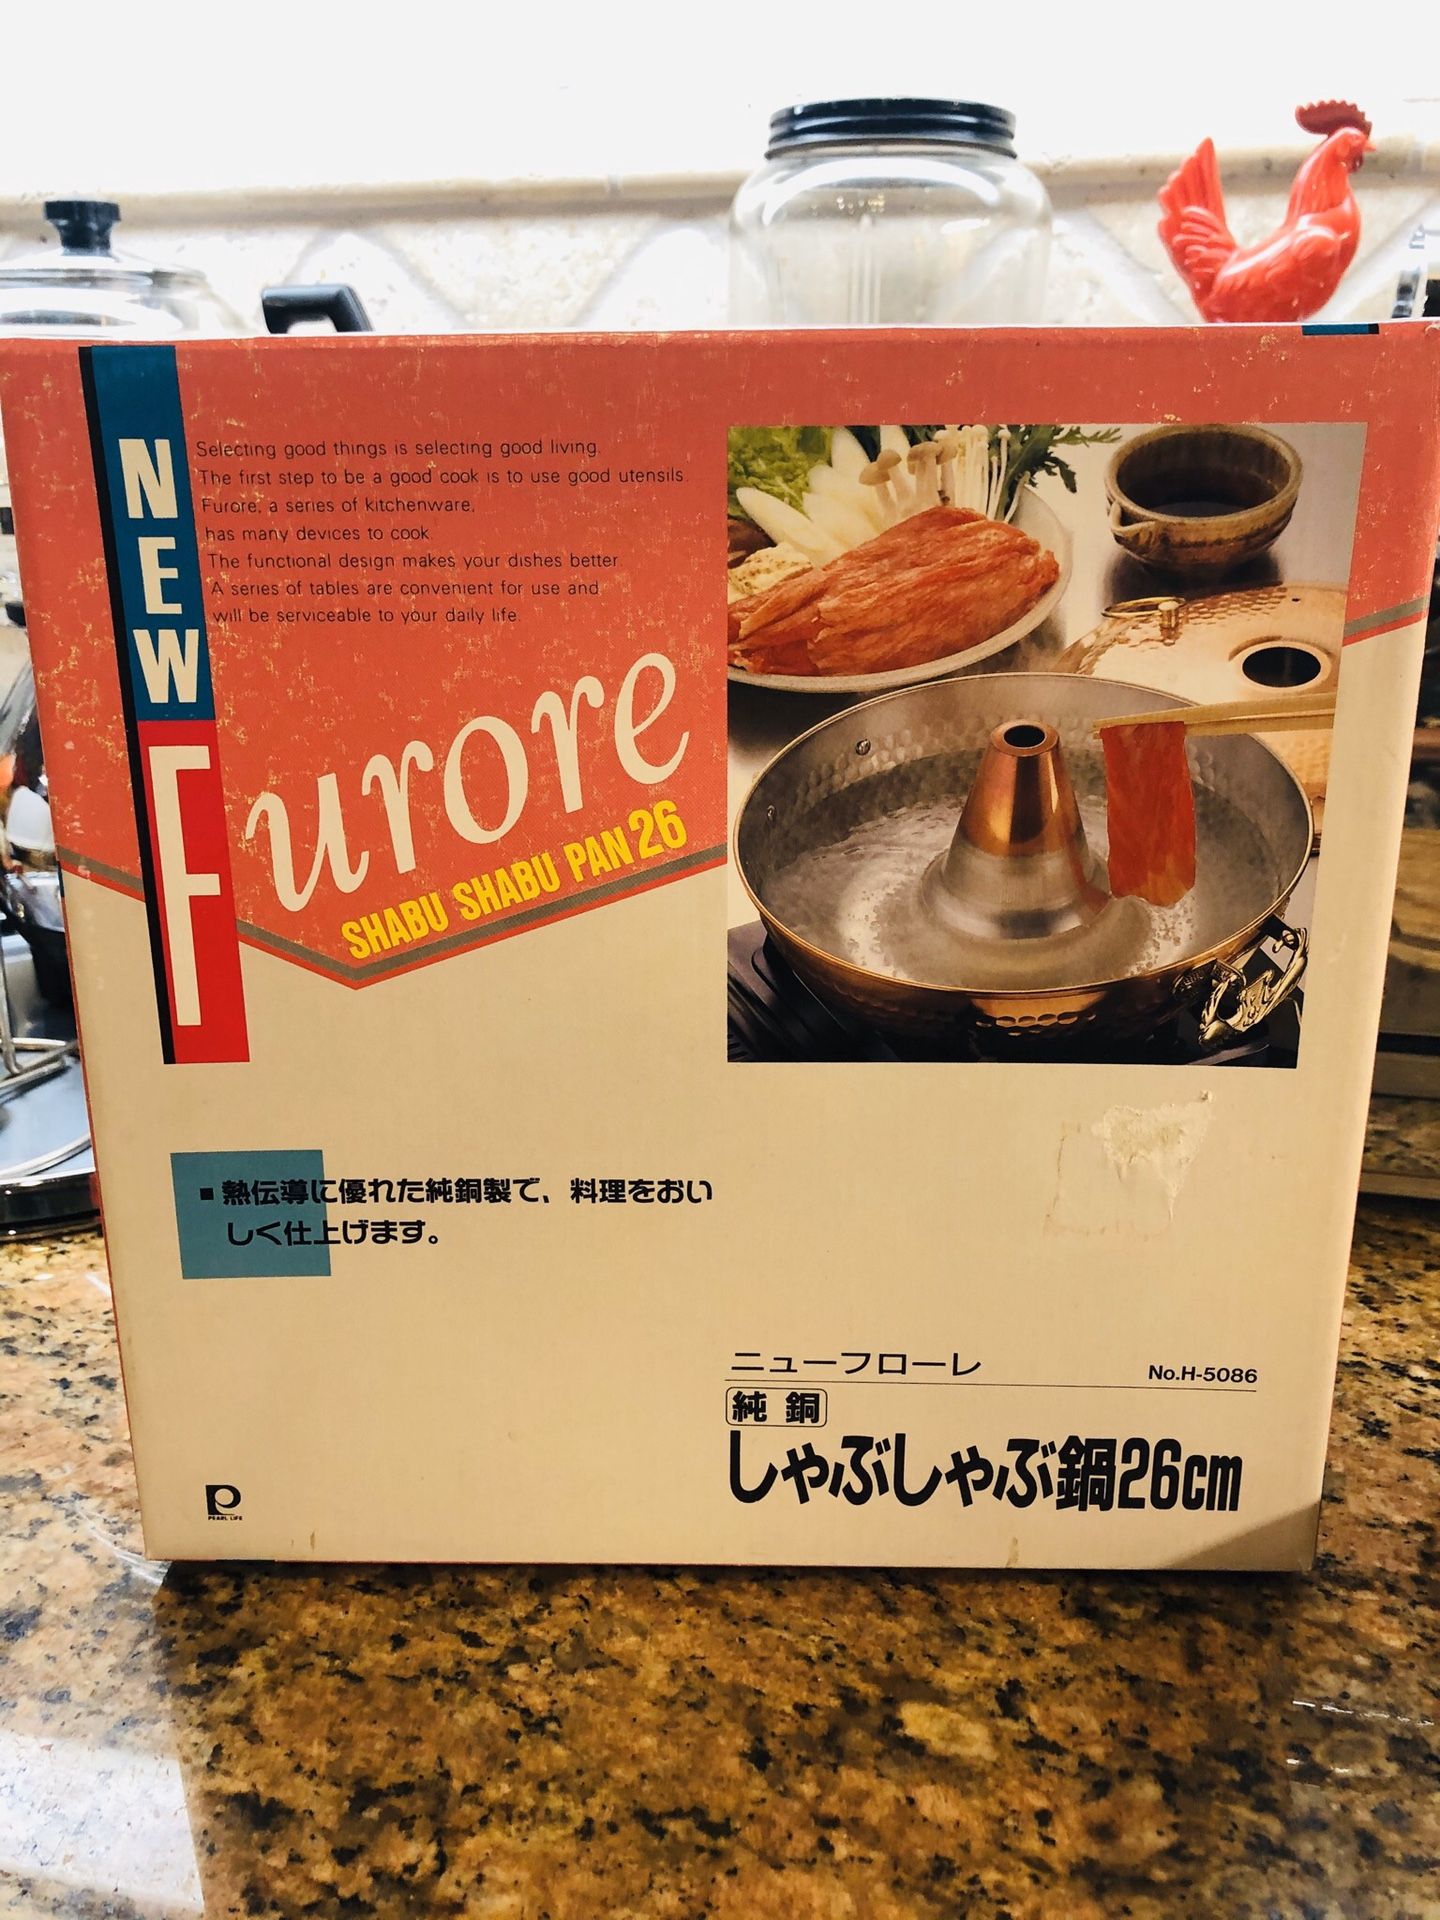 NEW
Furore
SHABU SHABU PAN 26
Selecting good things is selecting good living.
The first step to be a good cook is to use good utensils.
Furore, a series of kitchenware,
has many devices to cook.
The functional design makes your dishes better.
A series of tables are convenient for use and
will be serviceable to your daily life.
■熱伝導に優れた純銅製で、料理をおい
しく仕上げます。
ニューフローレ No.H-5086
純銅
しゃぶしゃぶ鍋26cm
PEARL LIFE